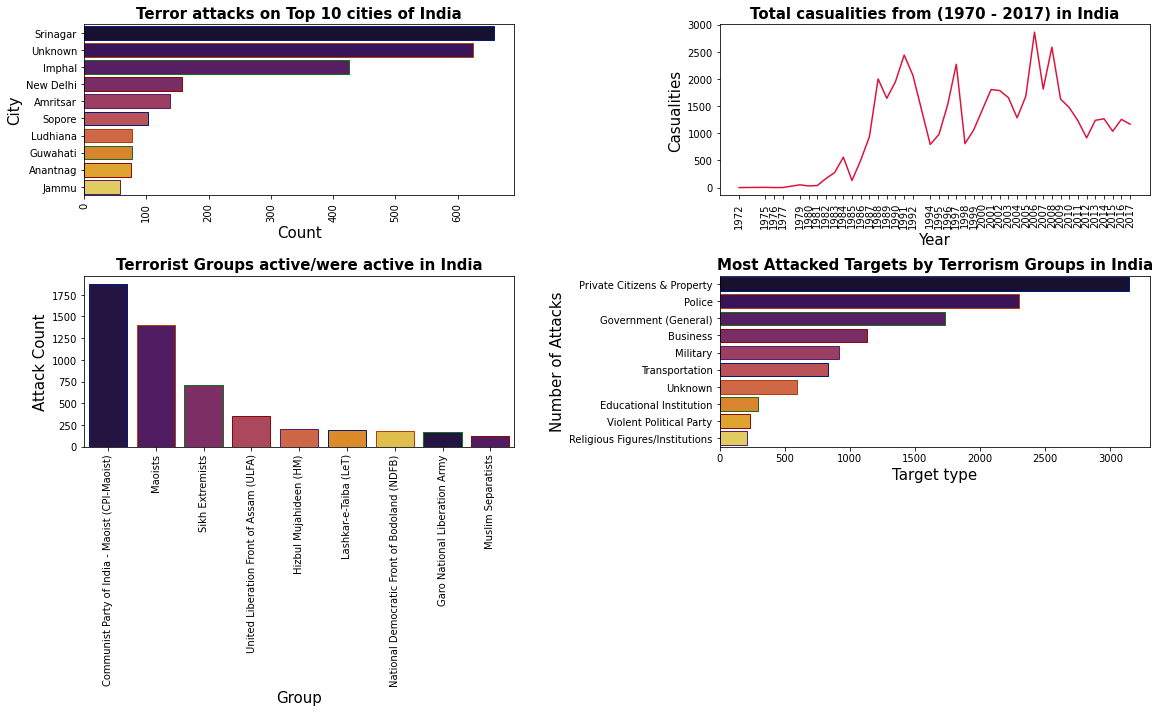 Terror attacks on Top 10 cities of India
City
Srinagar
Unknown
Imphal
New Delhi
Amritsar
Sopore
Ludhiana
Guwahati
Anantnag
Jammu
0 100 200 300 400 500 600
Count
Total casualities from (1970 - 2017) in India
Casualities
3000
2500
2000
1500
1000
500
0
1972 1975 1976 1977 1979 1980 1981 1982 1983 1984 1985 1986 1987 1988 1989 1990 1991 1992 1994 1995 1996 1997 1998 1999 2000 2001 2002 2003 2004 2005 2006 2007 2008 2009 2010 2011 2012 2013 2014 2015 2016 2017
Year
Terrorist Groups active/were active in India
Attack Count
1750
1500
1250
1000
750
500
250
0
Communist Party of India - Maoist (CPI-Maoist)
Maoists
Sikh Extremists
United Liberation Front of Assam (ULFA)
Hizbul Mujahideen (HM)
Lashkar-e-Taiba (LeT)
National Democratic Front of Bodoland (NDFB)
Garo National Liberation Army
Muslim Separatists
Group
Most Attacked Targets by Terrorism Groups in India
Number of Attacks
Private Citizens & Property
Police
Government (General)
Business
Military
Transportation
Unknown
Educational Institution
Violent Political Party
Religious Figures/Institutions
0 500 1000 1500 2000 2500 3000
Target type